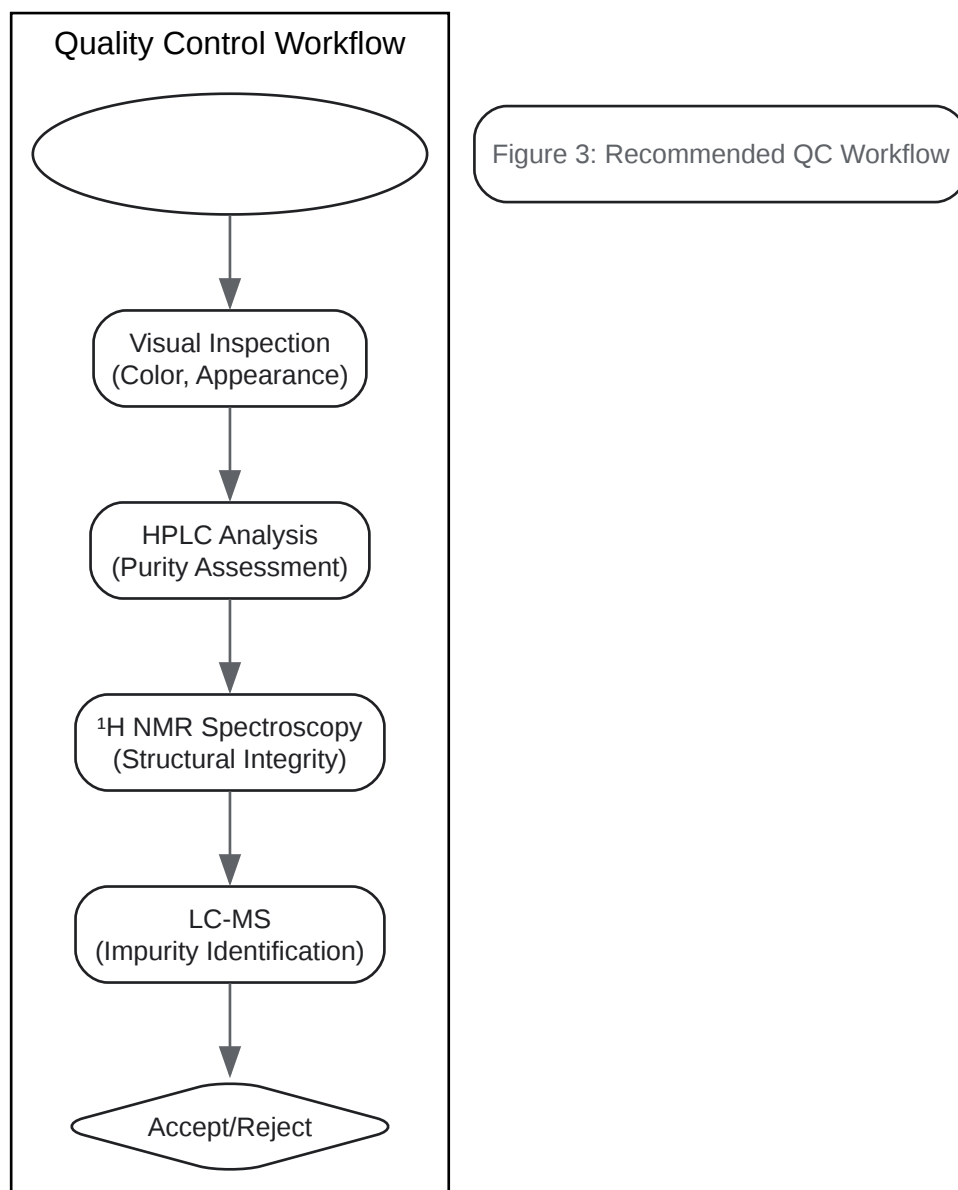 Quality Control Workflow
Figure 3: Recommended QC Workflow
Visual Inspection
(Color, Appearance)
HPLC Analysis
(Purity Assessment)
¹H NMR Spectroscopy
(Structural Integrity)
LC-MS
(Impurity Identification)
Accept/Reject